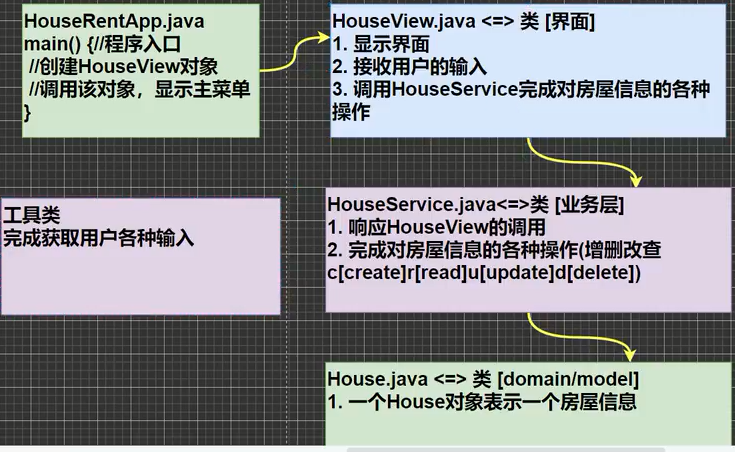 HouseRentApp.java
main() {//程序入口
//创建HouseView对象
//调用该对象，显示主菜单
}
HouseView.java <=> 类 [界面]
1. 显示界面
2. 接收用户的输入
3. 调用HouseService完成对房屋信息的各种
操作
工具类
完成获取用户各种输入
HouseService.java<=>类 [业务层]
1. 响应HouseView的调用
2. 完成对房屋信息的各种操作(增删改查
c[create]r[read]u[update]d[delete])
House.java <=> 类 [domain/model]
1. 一个House对象表示一个房屋信息